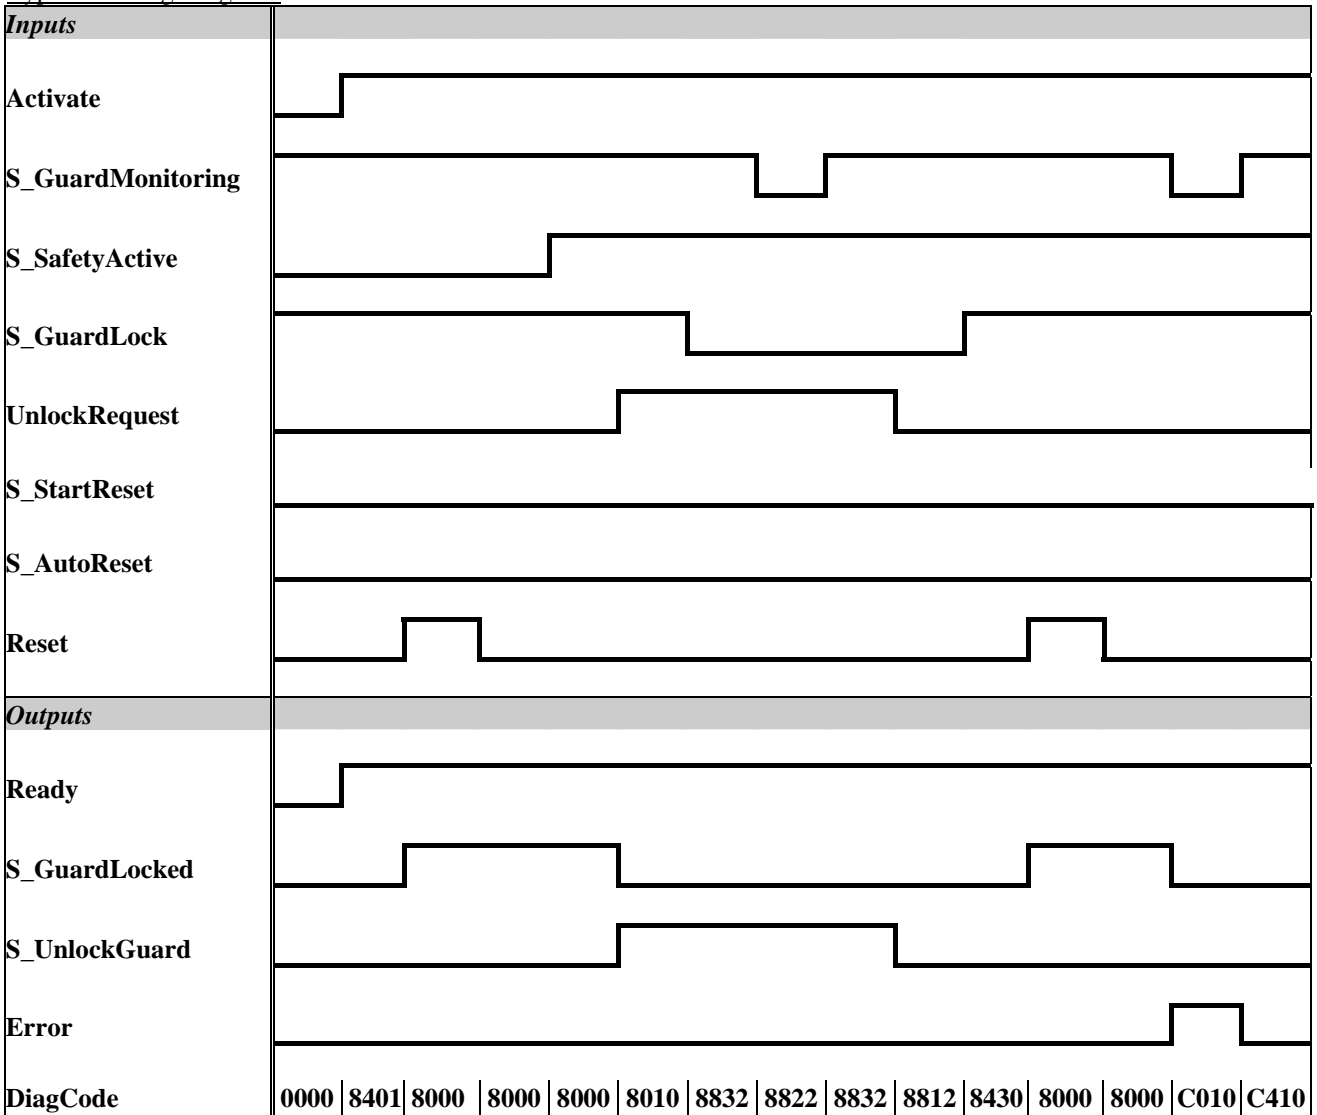 Inputs
Activate
S_GuardMonitoring
S_SafetyActive
S_GuardLock
UnlockRequest
S_StartReset
S_AutoReset
Reset
Outputs
Ready
S_GuardLocked
S_UnlockGuard
Error
DiagCode 0000 8401 8000 8000 8000 8010 8832 8822 8832 8812 8430 8000 8000 C010 C410